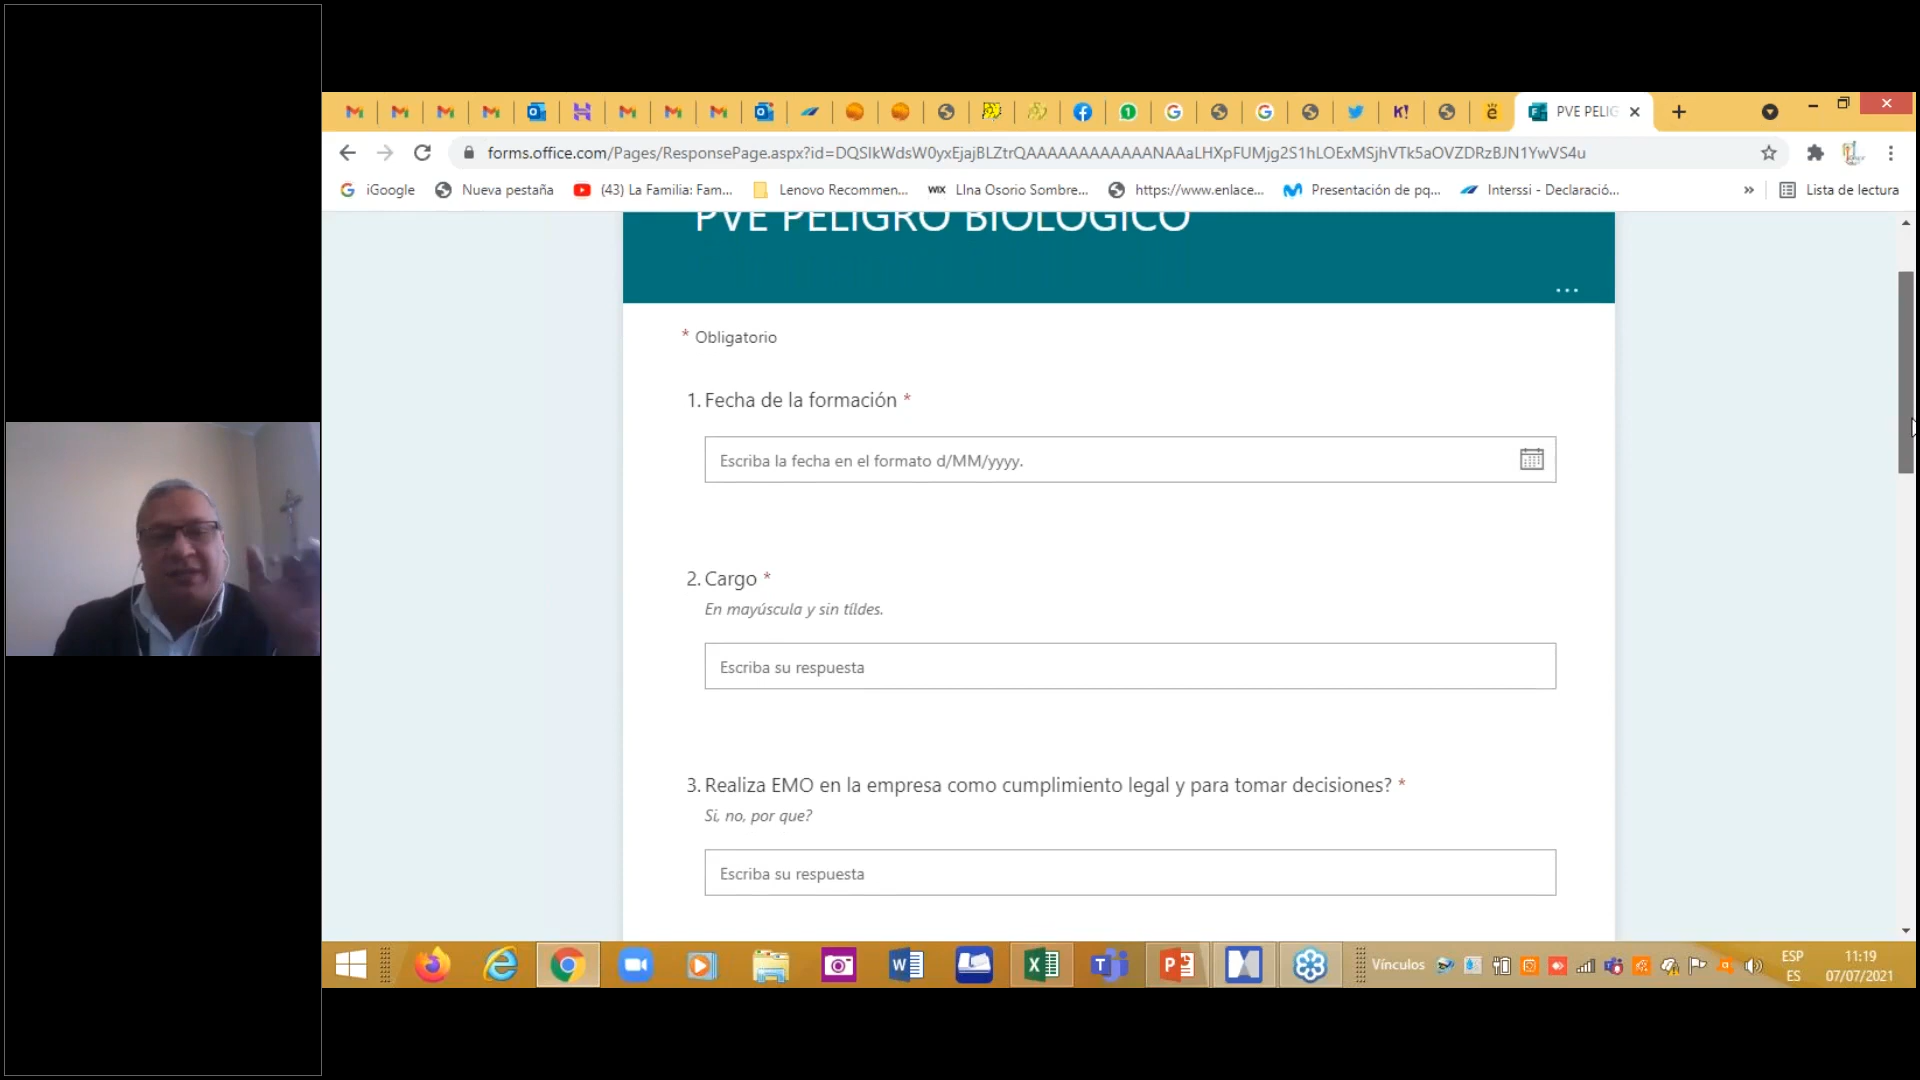 PVE PELIG
forms.office.com/Pages/ResponsePage.aspx?id=DQSIkWdsW0yxEjajBLZtrQAAAAAAAAAAAANAAaLHXpFUMjg2S1hLOExMSjhVTk5aOVZDRzBJN1YwVS4u
iGoogle Nueva pestaña (43) La Familia: Fam... Lenovo Recommen... WIX LIna Osorio Sombre... https://www.enlace... Presentación de pq... Interssi - Declaració... » Lista de lectura
PVE PELIGRO BIOLOGICO
...
* Obligatorio
1. Fecha de la formación *
Escriba la fecha en el formato d/MM/yyyy.
2. Cargo *
En mayúscula y sin tíldes.
Escriba su respuesta
3. Realiza EMO en la empresa como cumplimiento legal y para tomar decisiones? *
Si, no, por que?
Escriba su respuesta
Vínculos
ESP
ES
11:19
07/07/2021